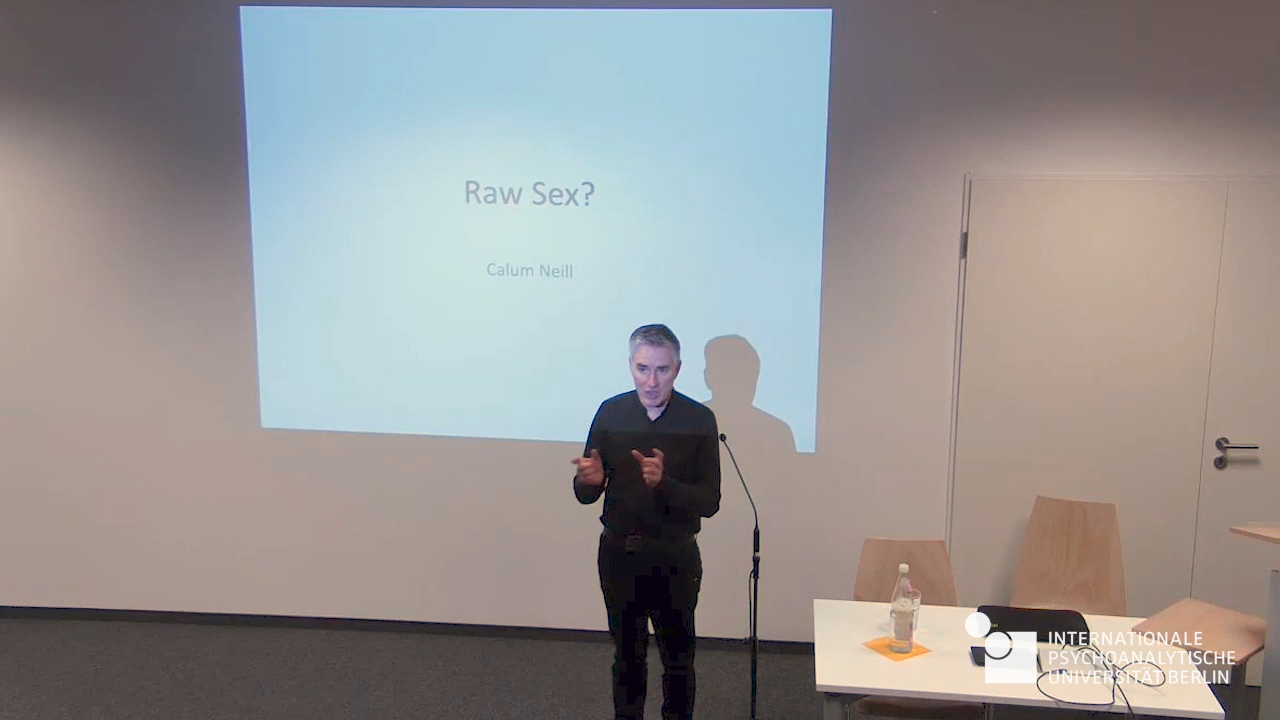 Raw Sex?
Calum Neill
INTERNATIONALE
PSYCHOANALYTISCHE
UNIVERSITÄT BERLIN